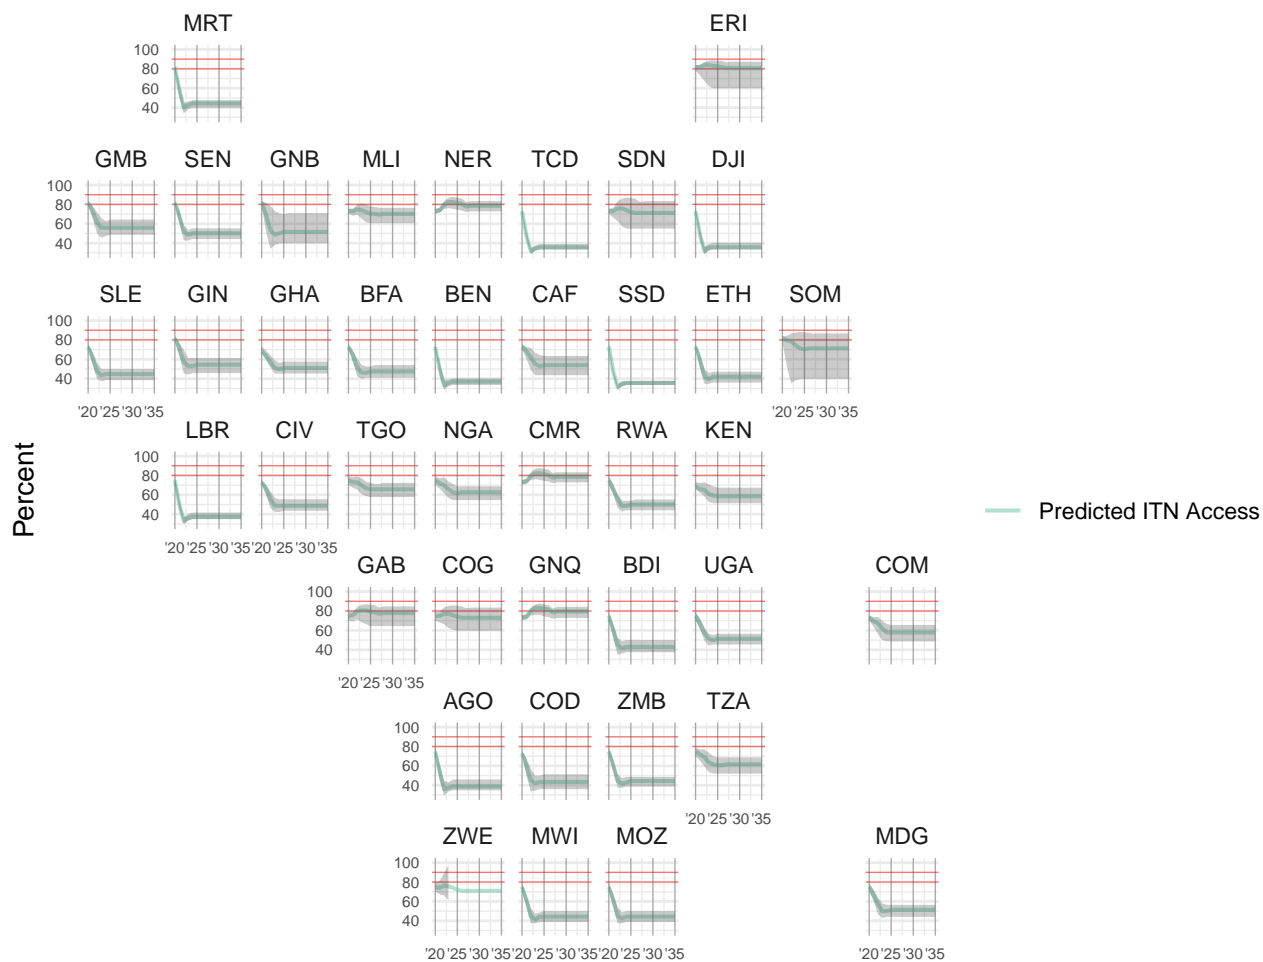 MRT ERI
100
80
60
40
GMB SEN GNB MLI NER TCD SDN DJI
100
80
60
40
SLE GIN GHA BFA BEN CAF SSD ETH SOM
100
80
60
40
'20 '25 '30 '35 '20 '25 '30 '35
LBR CIV TGO NGA CMR RWA KEN
100
80
60
40
'20 '25 '30 '35 '20 '25 '30 '35
Percent
Predicted ITN Access
GAB COG GNQ BDI UGA COM
100
80
60
40
'20 '25 '30 '35
AGO COD ZMB TZA
100
80
60
40
'20 '25 '30 '35
ZWE MWI MOZ MDG
100
80
60
40
'20 '25 '30 '35 '20 '25 '30 '35 '20 '25 '30 '35 '20 '25 '30 '35